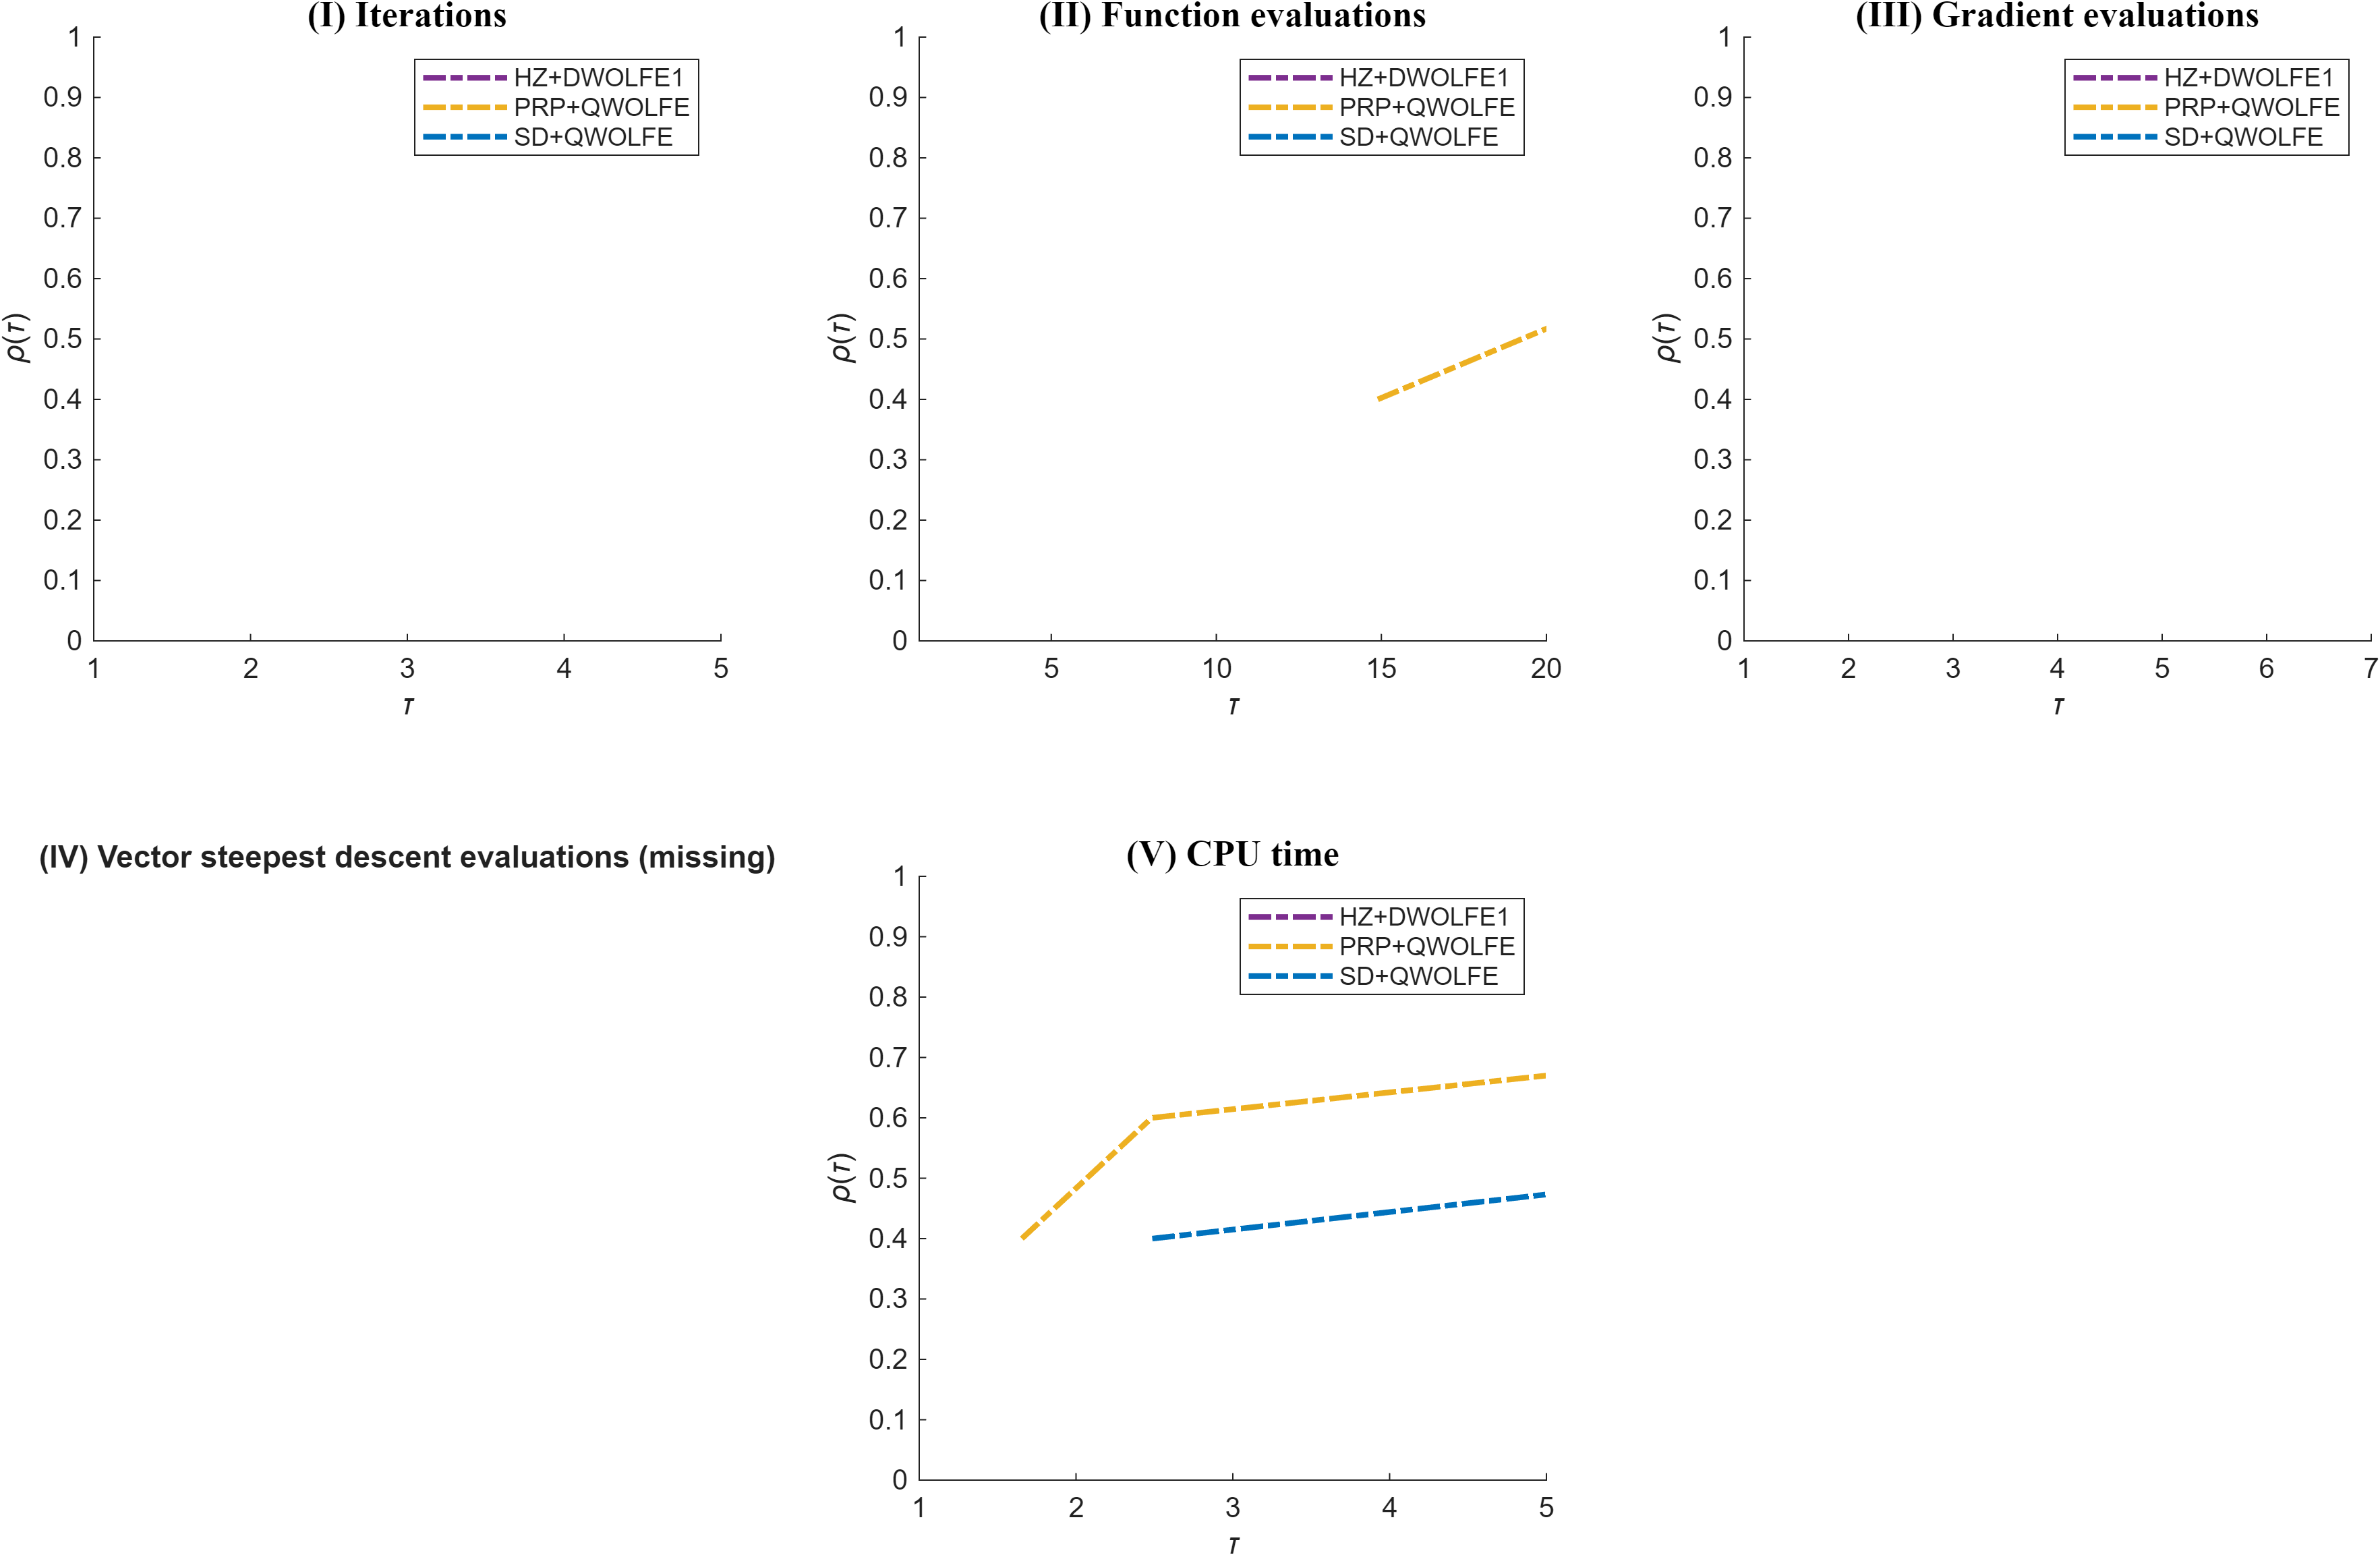 (I) Iterations
1
0.9
0.8
0.7
0.6
0.5
0.4
0.3
0.2
0.1
0
ρ(τ)
1 2 3 4 5
τ
HZ+DWOLFE1
PRP+QWOLFE
SD+QWOLFE
(II) Function evaluations
1
0.9
0.8
0.7
0.6
0.5
0.4
0.3
0.2
0.1
0
ρ(τ)
5 10 15 20
τ
HZ+DWOLFE1
PRP+QWOLFE
SD+QWOLFE
(III) Gradient evaluations
1
0.9
0.8
0.7
0.6
0.5
0.4
0.3
0.2
0.1
0
ρ(τ)
1 2 3 4 5 6 7
τ
HZ+DWOLFE1
PRP+QWOLFE
SD+QWOLFE
(IV) Vector steepest descent evaluations (missing)
(V) CPU time
1
0.9
0.8
0.7
0.6
0.5
0.4
0.3
0.2
0.1
0
ρ(τ)
1 2 3 4 5
τ
HZ+DWOLFE1
PRP+QWOLFE
SD+QWOLFE